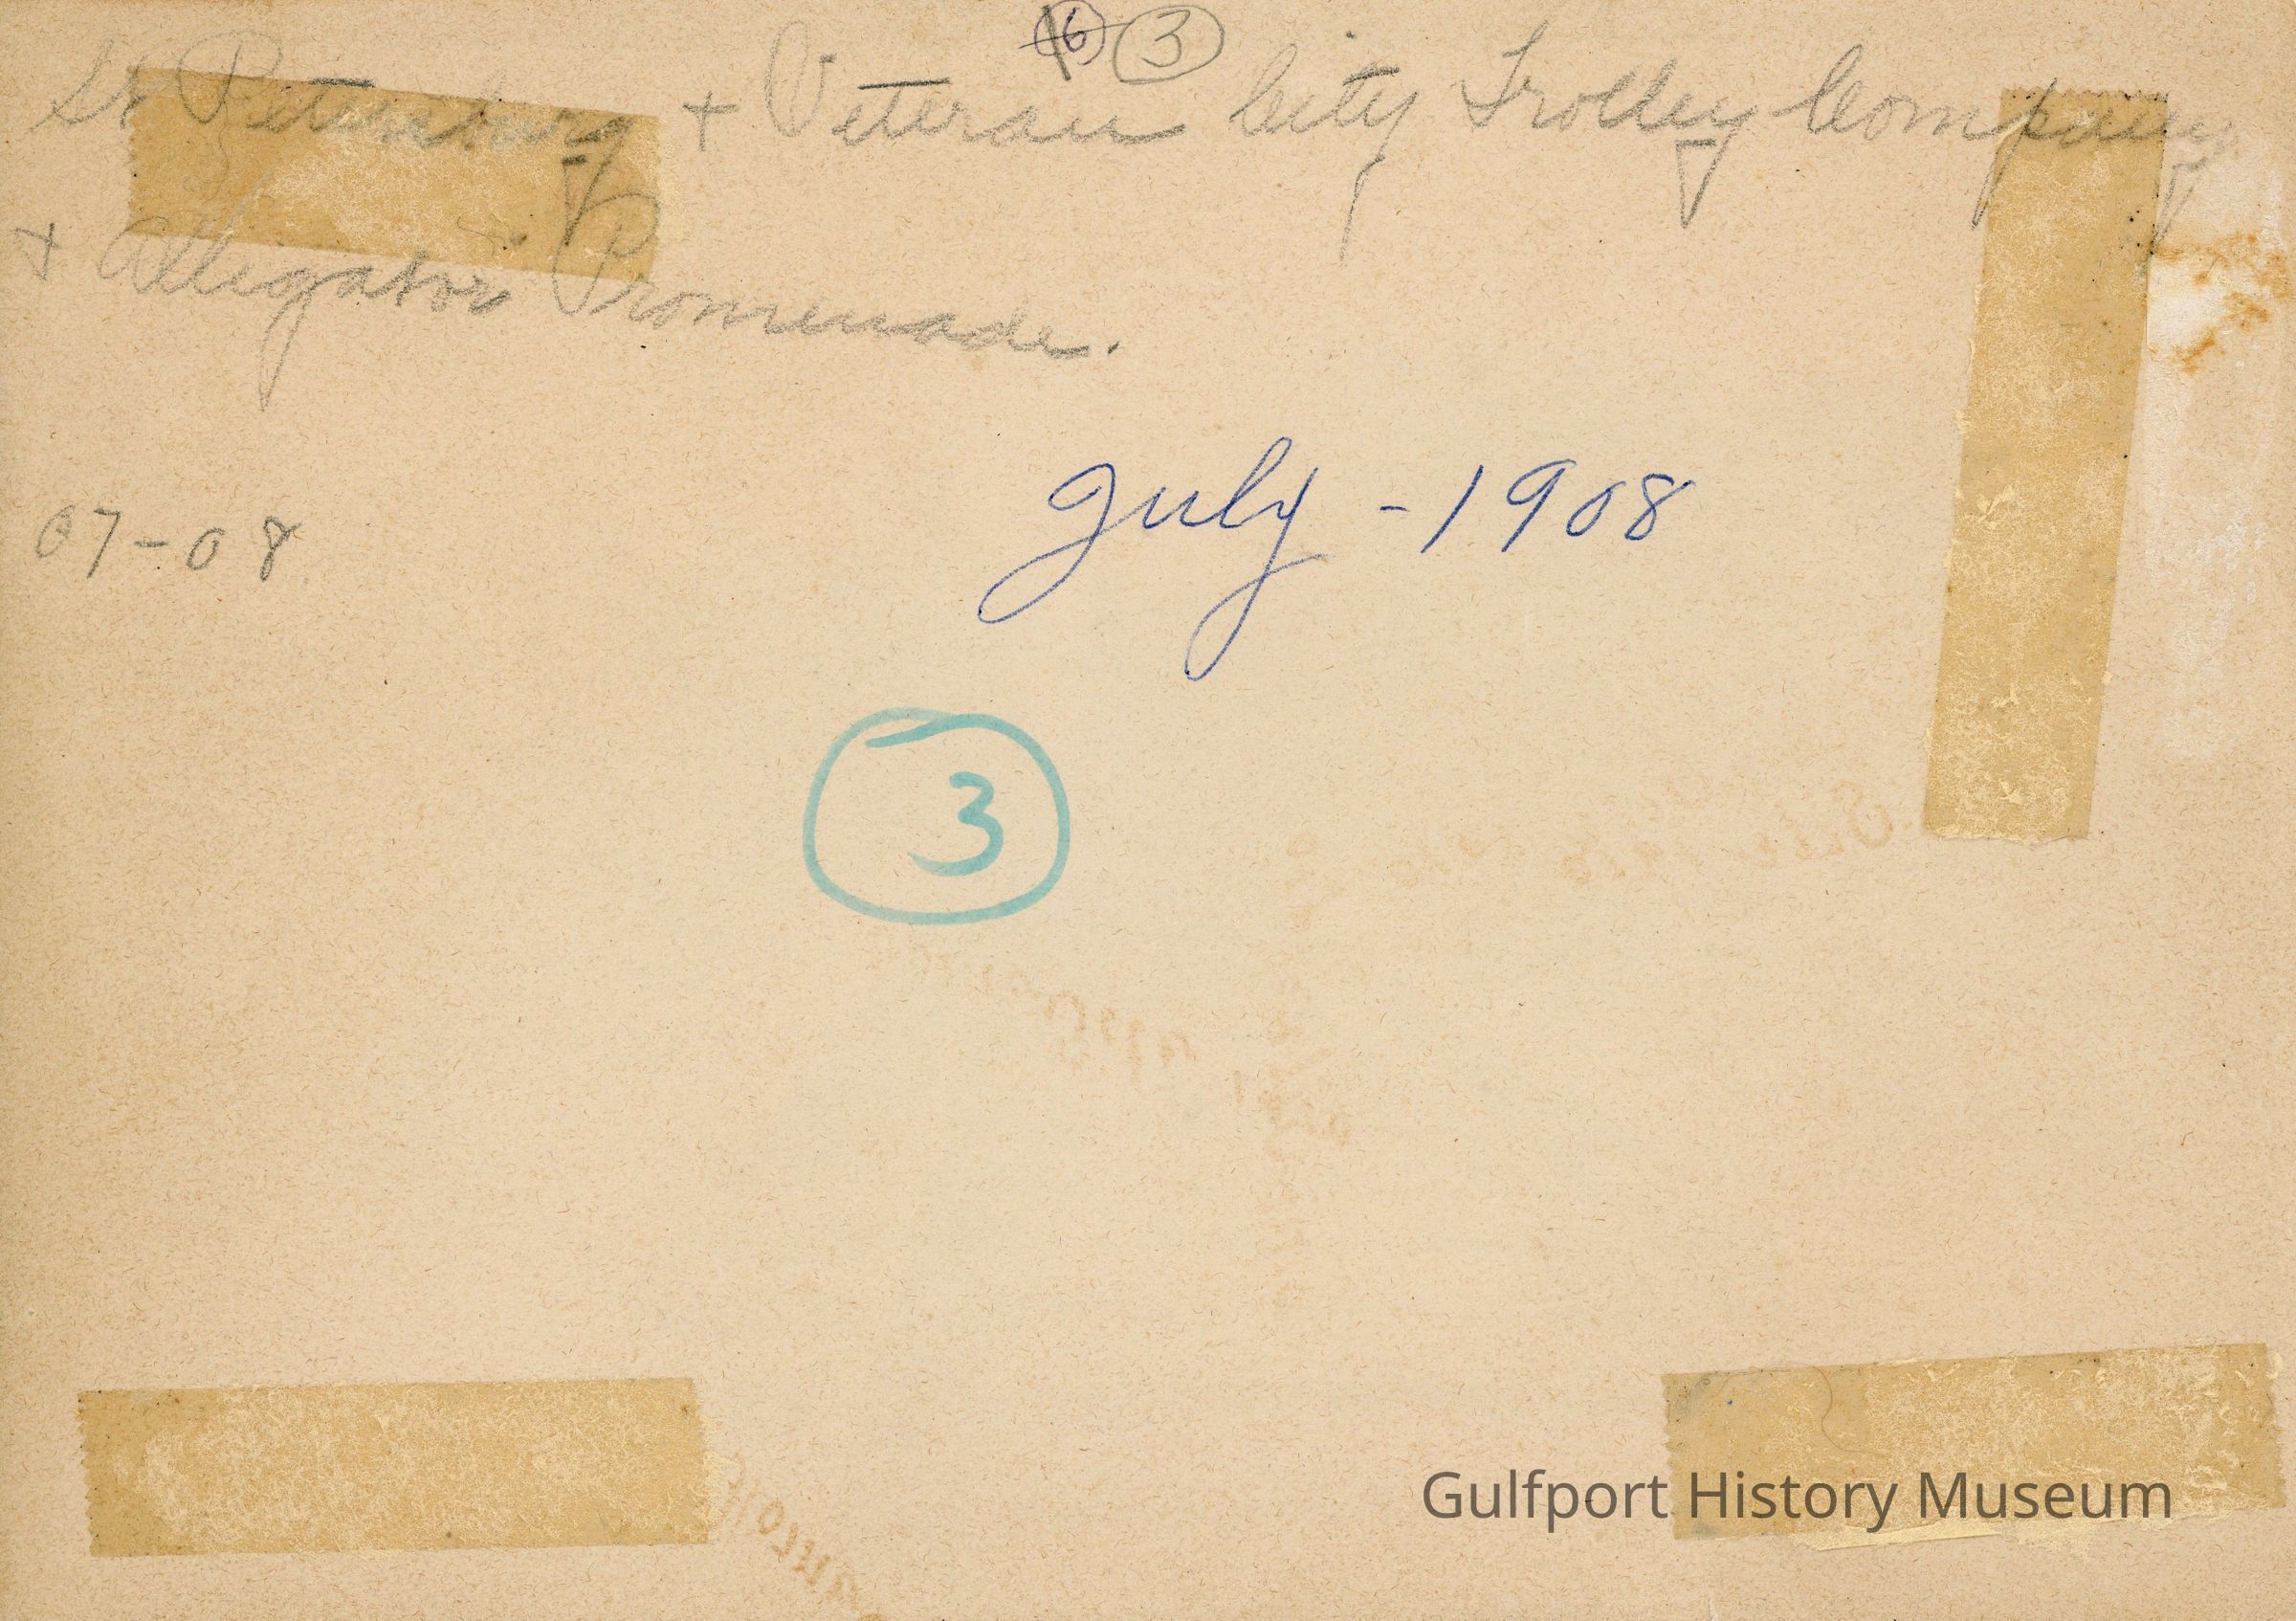 6 3
St Petersburg + Veteran City Trolley Company
+ Alligator Promenade.
July - 1908
07-08
3
Gulfport History Museum